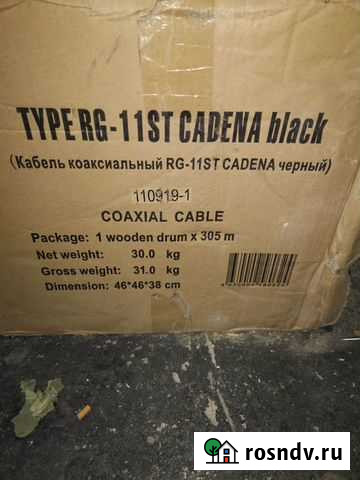 TYPE RG-11ST CADENA black
(Кабель коаксиальный RG-11ST CADENA черный)
110919-1
COAXIAL CABLE
Package: 1 wooden drum x 305 m
Net weight: 30.0 kg
Gross weight: 31.0 kg
Dimension: 46*46*38 cm
rosndv.ru